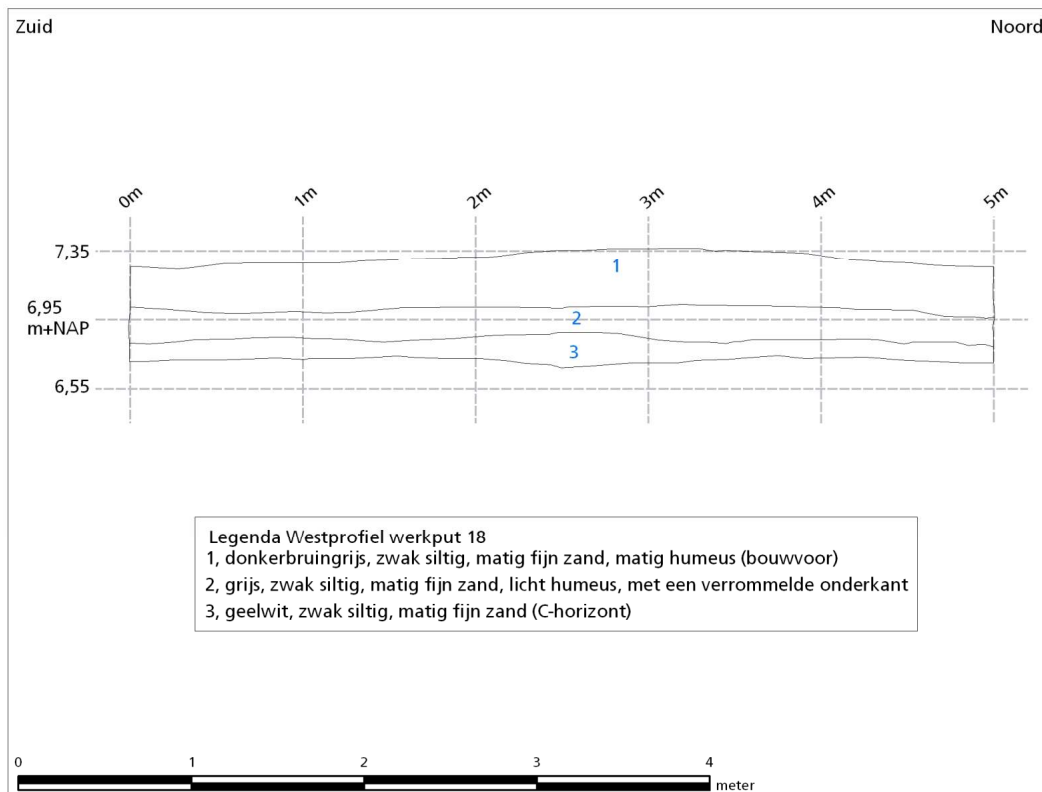 Zuid
Noord
0m
1m
2m
3m
4m
5m
7,35
1
6,95
m+NAP
2
3
6,55
Legenda Westprofiel werkput 18
1, donkerbruingrijs, zwak siltig, matig fijn zand, matig humeus (bouwvoor)
2, grijs, zwak siltig, matig fijn zand, licht humeus, met een verrommelde onderkant
3, geelwit, zwak siltig, matig fijn zand (C-horizont)
0
1
2
3
4
meter